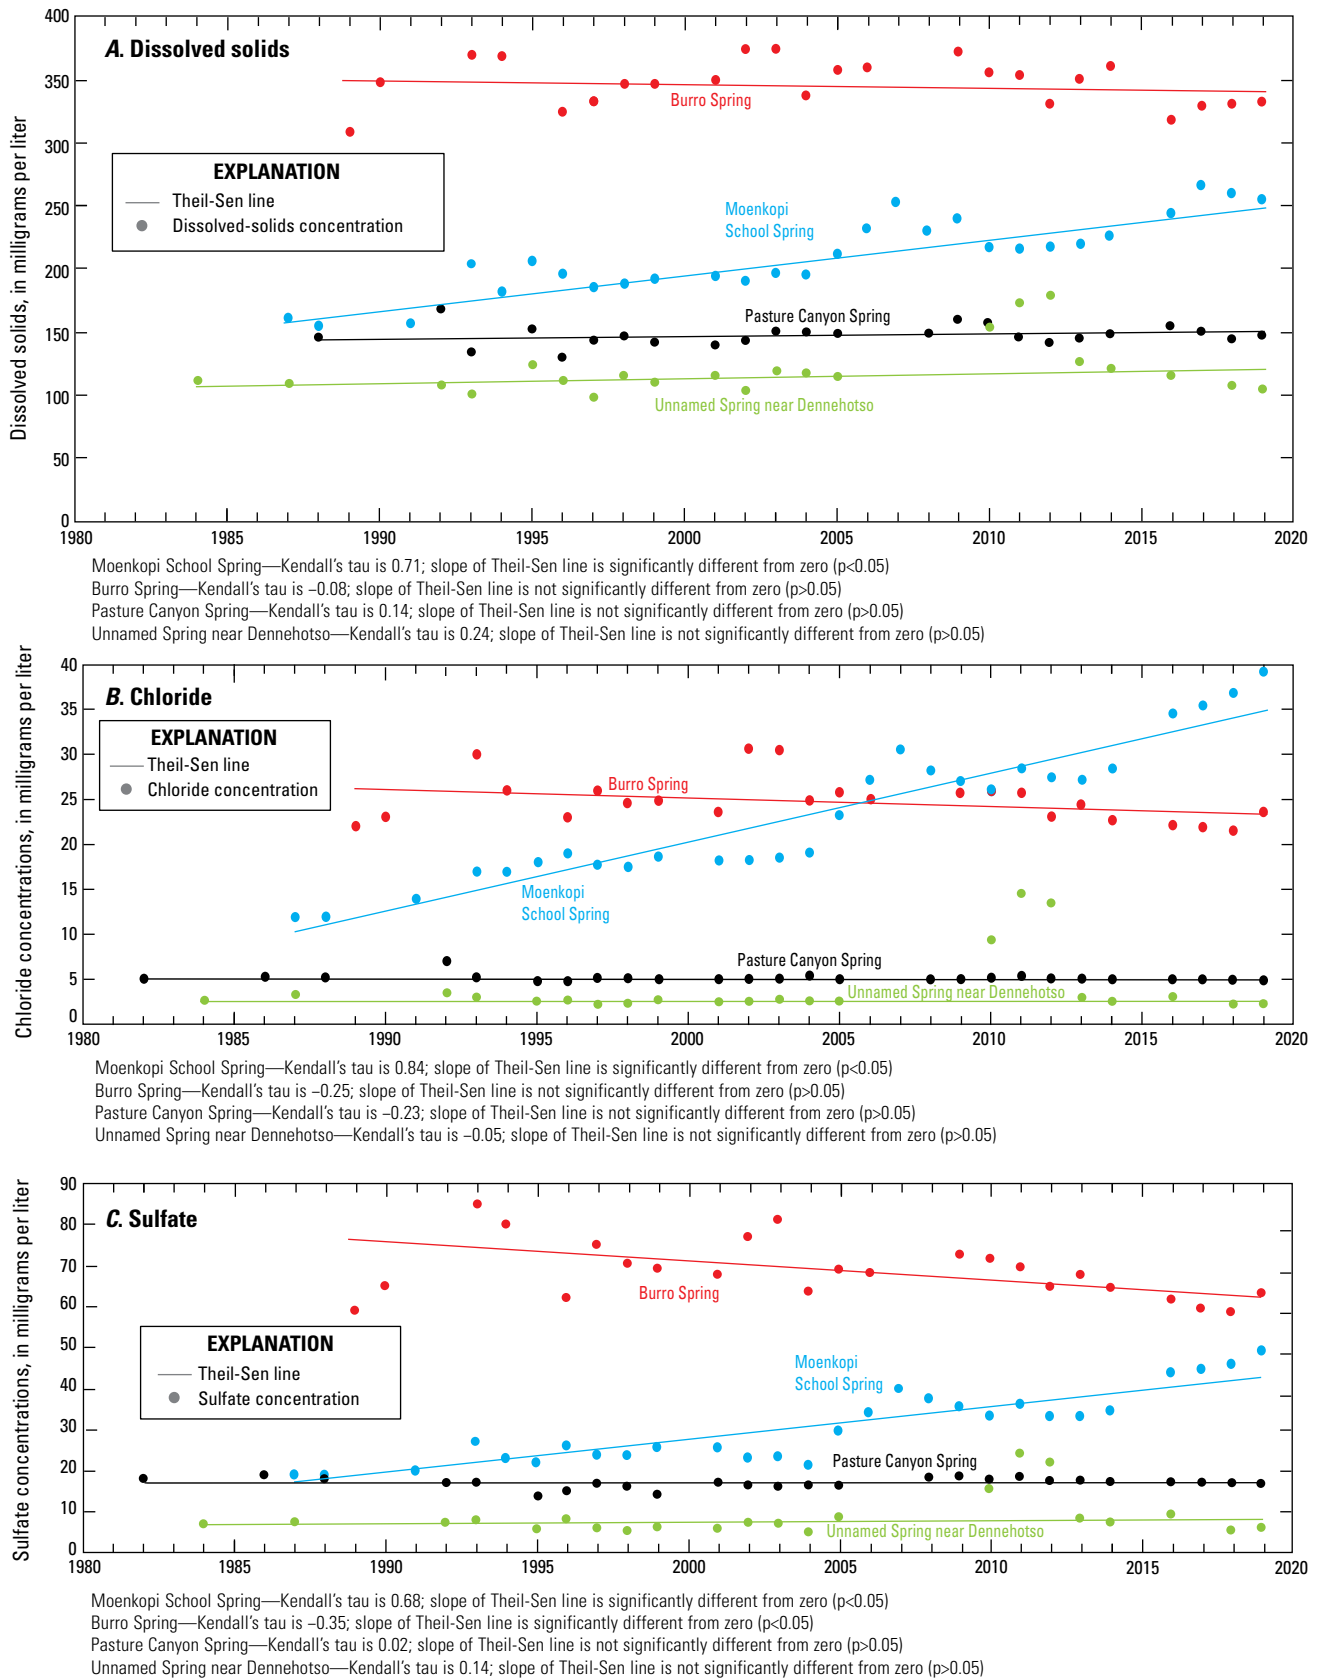 A. Dissolved solids
Dissolved solids, in milligrams per liter
400
350
300
250
200
150
100
50
0
EXPLANATION
Theil-Sen line
Dissolved-solids concentration
Burro Spring
Moenkopi
School Spring
Pasture Canyon Spring
Unnamed Spring near Dennehotso
1980 1985 1990 1995 2000 2005 2010 2015 2020
Moenkopi School Spring—Kendall's tau is 0.71; slope of Theil-Sen line is significantly different from zero (p<0.05)
Burro Spring—Kendall's tau is −0.08; slope of Theil-Sen line is not significantly different from zero (p>0.05)
Pasture Canyon Spring—Kendall's tau is 0.14; slope of Theil-Sen line is not significantly different from zero (p>0.05)
Unnamed Spring near Dennehotso—Kendall's tau is 0.24; slope of Theil-Sen line is not significantly different from zero (p>0.05)
B. Chloride
Chloride concentrations, in milligrams per liter
40
35
30
25
20
15
10
5
0
EXPLANATION
Theil-Sen line
Chloride concentration
Burro Spring
Moenkopi
School Spring
Pasture Canyon Spring
Unnamed Spring near Dennehotso
1980 1985 1990 1995 2000 2005 2010 2015 2020
Moenkopi School Spring—Kendall's tau is 0.84; slope of Theil-Sen line is significantly different from zero (p<0.05)
Burro Spring—Kendall's tau is −0.25; slope of Theil-Sen line is not significantly different from zero (p>0.05)
Pasture Canyon Spring—Kendall's tau is −0.23; slope of Theil-Sen line is not significantly different from zero (p>0.05)
Unnamed Spring near Dennehotso—Kendall's tau is −0.05; slope of Theil-Sen line is not significantly different from zero (p>0.05)
C. Sulfate
Sulfate concentrations, in milligrams per liter
90
80
70
60
50
40
30
20
10
0
EXPLANATION
Theil-Sen line
Sulfate concentration
Burro Spring
Moenkopi
School Spring
Pasture Canyon Spring
Unnamed Spring near Dennehotso
1980 1985 1990 1995 2000 2005 2010 2015 2020
Moenkopi School Spring—Kendall's tau is 0.68; slope of Theil-Sen line is significantly different from zero (p<0.05)
Burro Spring—Kendall's tau is −0.35; slope of Theil-Sen line is significantly different from zero (p<0.05)
Pasture Canyon Spring—Kendall's tau is 0.02; slope of Theil-Sen line is not significantly different from zero (p>0.05)
Unnamed Spring near Dennehotso—Kendall's tau is 0.14; slope of Theil-Sen line is not significantly different from zero (p>0.05)